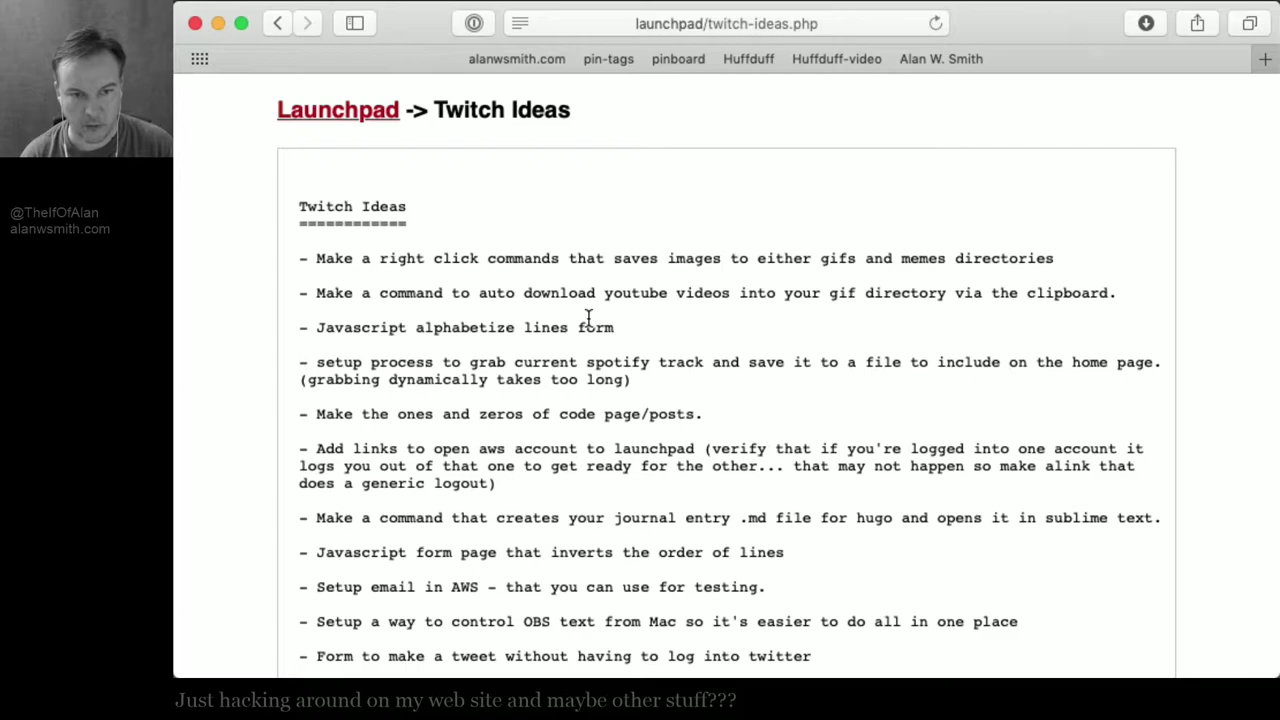 launchpad/twitch-ideas.php
alanwsmith.com pin-tags pinboard Huffduff Huffduff-video Alan W. Smith
Launchpad -> Twitch Ideas
@TheIfOfAlan
alanwsmith.com
Twitch Ideas
============
- Make a right click commands that saves images to either gifs and memes directories
- Make a command to auto download youtube videos into your gif directory via the clipboard.
- Javascript alphabetize lines form
- setup process to grab current spotify track and save it to a file to include on the home page.
(grabbing dynamically takes too long)
- Make the ones and zeros of code page/posts.
- Add links to open aws account to launchpad (verify that if you're logged into one account it
logs you out of that one to get ready for the other... that may not happen so make alink that
does a generic logout)
- Make a command that creates your journal entry .md file for hugo and opens it in sublime text.
- Javascript form page that inverts the order of lines
- Setup email in AWS - that you can use for testing.
- Setup a way to control OBS text from Mac so it's easier to do all in one place
- Form to make a tweet without having to log into twitter
Just hacking around on my web site and maybe other stuff???